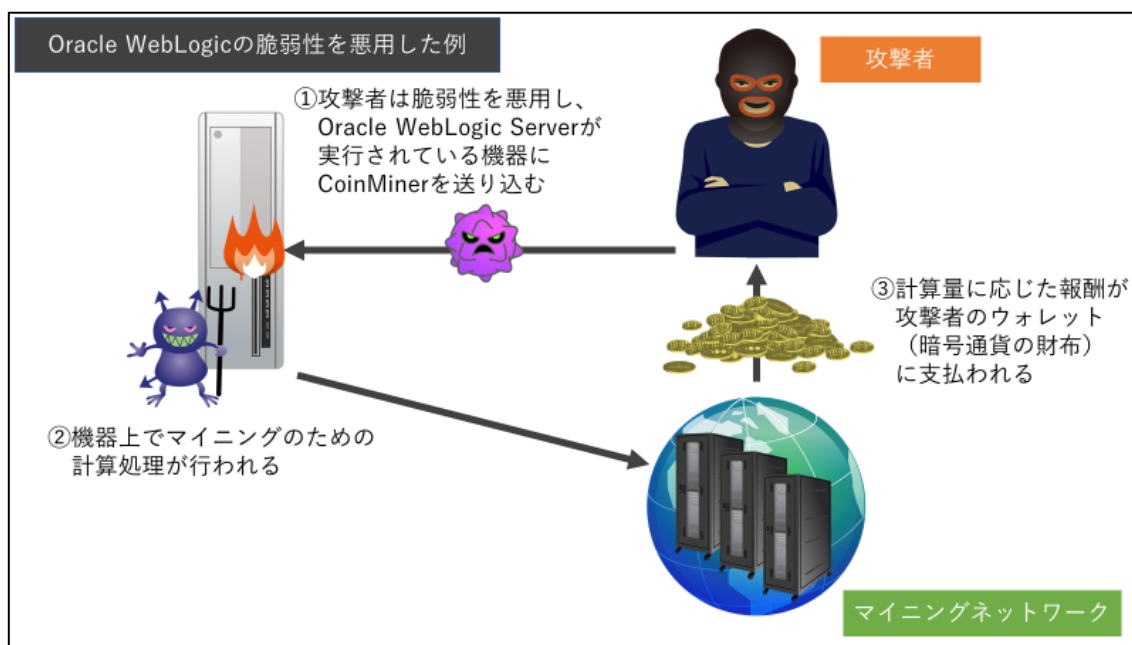 Oracle WebLogicの脆弱性を悪用した例
攻撃者
①攻撃者は脆弱性を悪用し、
Oracle WebLogic Serverが
実行されている機器に
CoinMinerを送り込む
③計算量に応じた報酬が
攻撃者のウォレット
（暗号通貨の財布）
に支払われる
②機器上でマイニングのための
計算処理が行われる
マイニングネットワーク